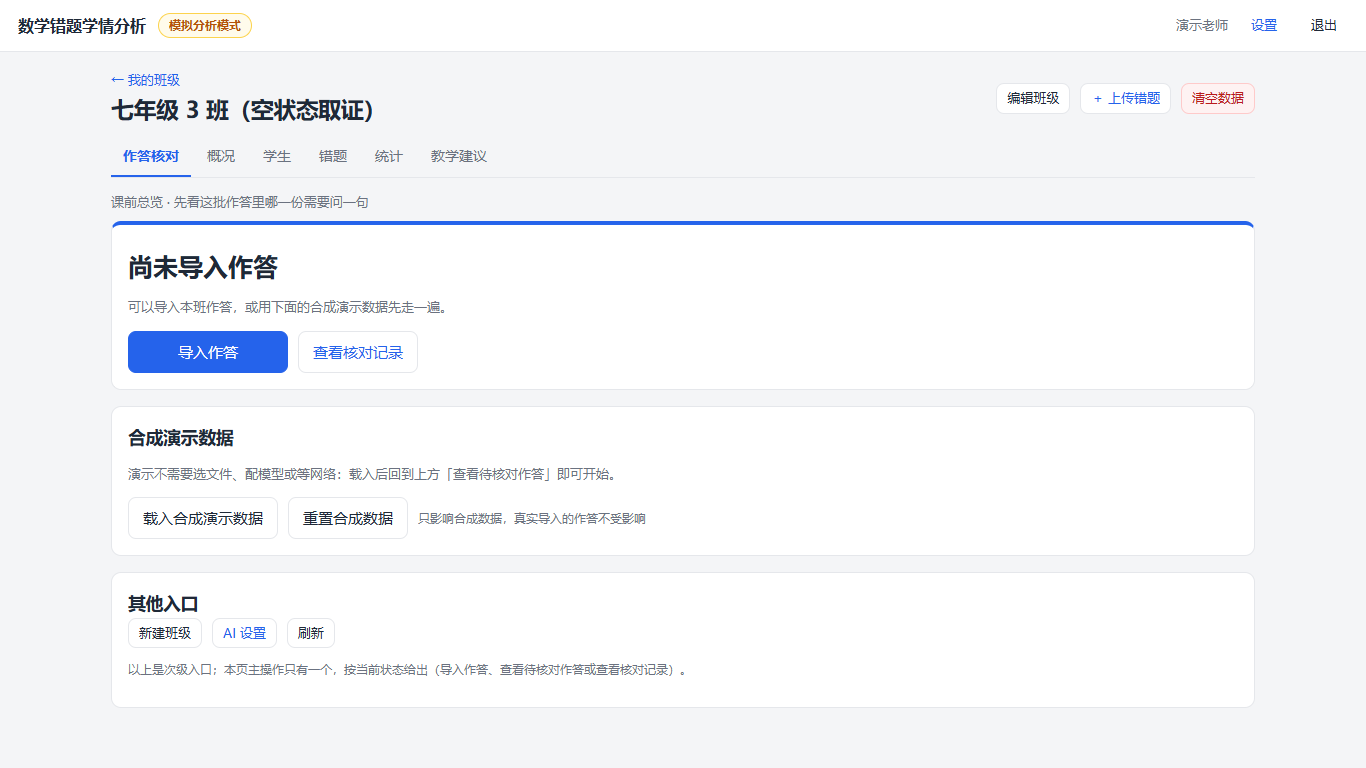 数学错题学情分析 模拟分析模式 演示老师 设置 退出
← 我的班级
七年级 3 班（空状态取证）
编辑班级 + 上传错题 清空数据
作答核对 概况 学生 错题 统计 教学建议
课前总览 · 先看这批作答里哪一份需要问一句
尚未导入作答
可以导入本班作答，或用下面的合成演示数据先走一遍。
导入作答 查看核对记录
合成演示数据
演示不需要选文件、配模型或等网络：载入后回到上方「查看待核对作答」即可开始。
载入合成演示数据 重置合成数据 只影响合成数据，真实导入的作答不受影响
其他入口
新建班级 AI 设置 刷新
以上是次级入口；本页主操作只有一个，按当前状态给出（导入作答、查看待核对作答或查看核对记录）。